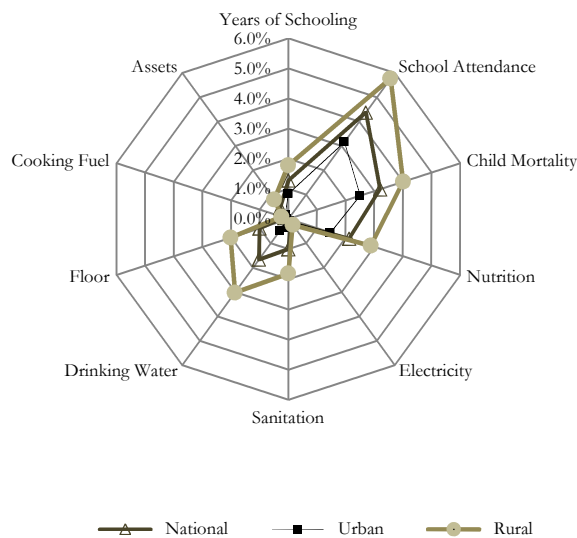 Years of Schooling
6.0%
5.0%
4.0%
3.0%
2.0%
1.0%
0.0%
School Attendance
Child Mortality
Nutrition
Electricity
Sanitation
Drinking Water
Floor
Cooking Fuel
Assets
National Urban Rural